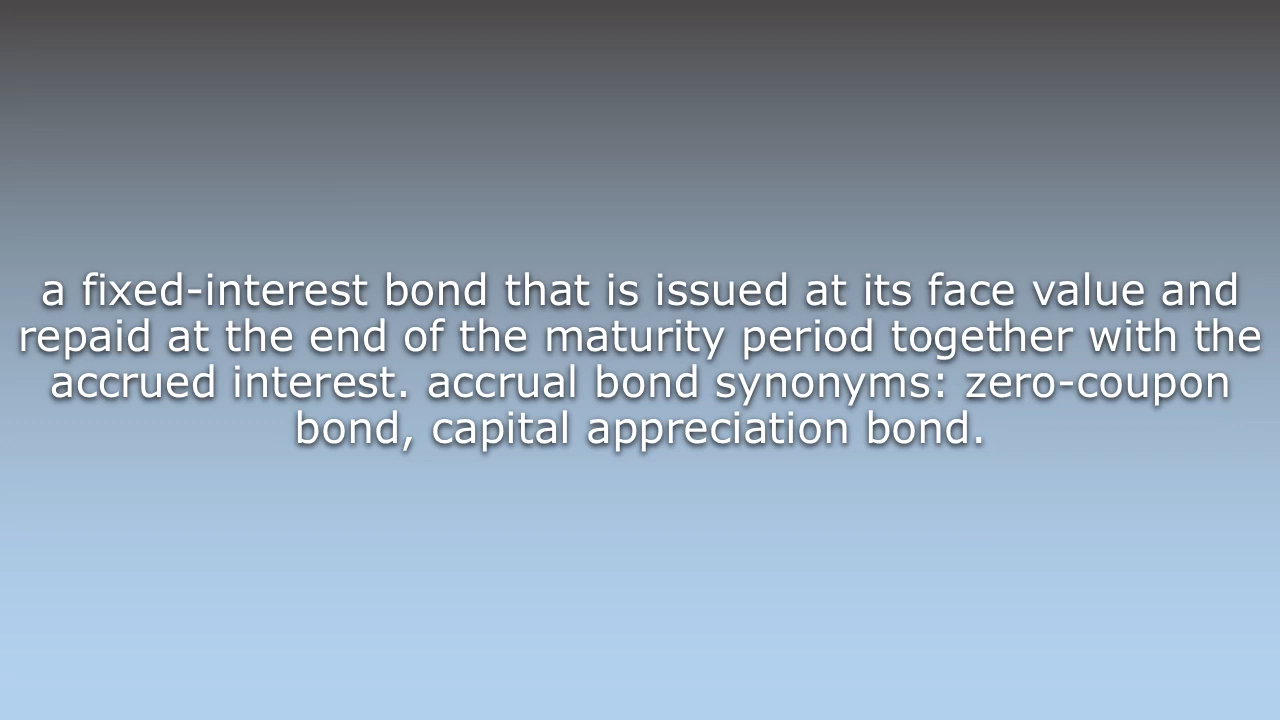 a fixed-interest bond that is issued at its face value and
repaid at the end of the maturity period together with the
accrued interest. accrual bond synonyms: zero-coupon
bond, capital appreciation bond.